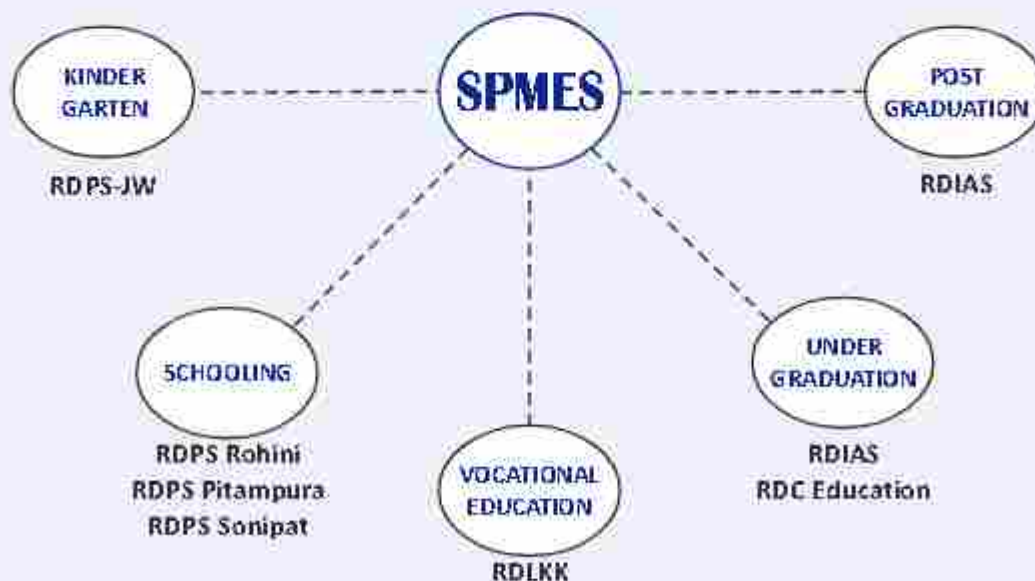 KINDER
GARTEN
RDPS-JW
SPMES
POST
GRADUATION
RDIAS
SCHOOLING
RDPS Rohini
RDPS Pitampura
RDPS Sonipat
VOCATIONAL
EDUCATION
RDLKK
UNDER
GRADUATION
RDIAS
RDC Education